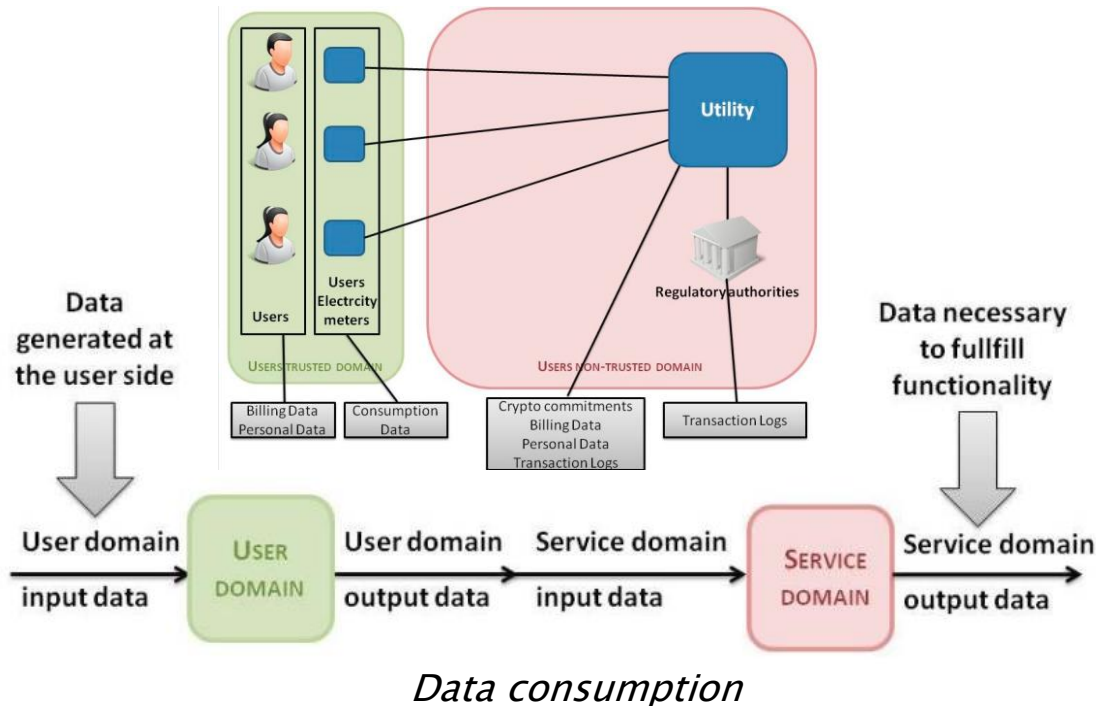 Utility
Users
Electrcity
meters
Users
Regulatory authorities
USERS TRUSTED DOMAIN
USERS NON-TRUSTED DOMAIN
Billing Data
Personal Data
Consumption
Data
Crypto commitments
Billing Data
Personal Data
Transaction Logs
Transaction Logs
Data
generated at
the user side
Data necessary
to fullfill
functionality
User domain
input data
USER
DOMAIN
User domain
output data
Service domain
input data
SERVICE
DOMAIN
Service domain
output data
Data consumption